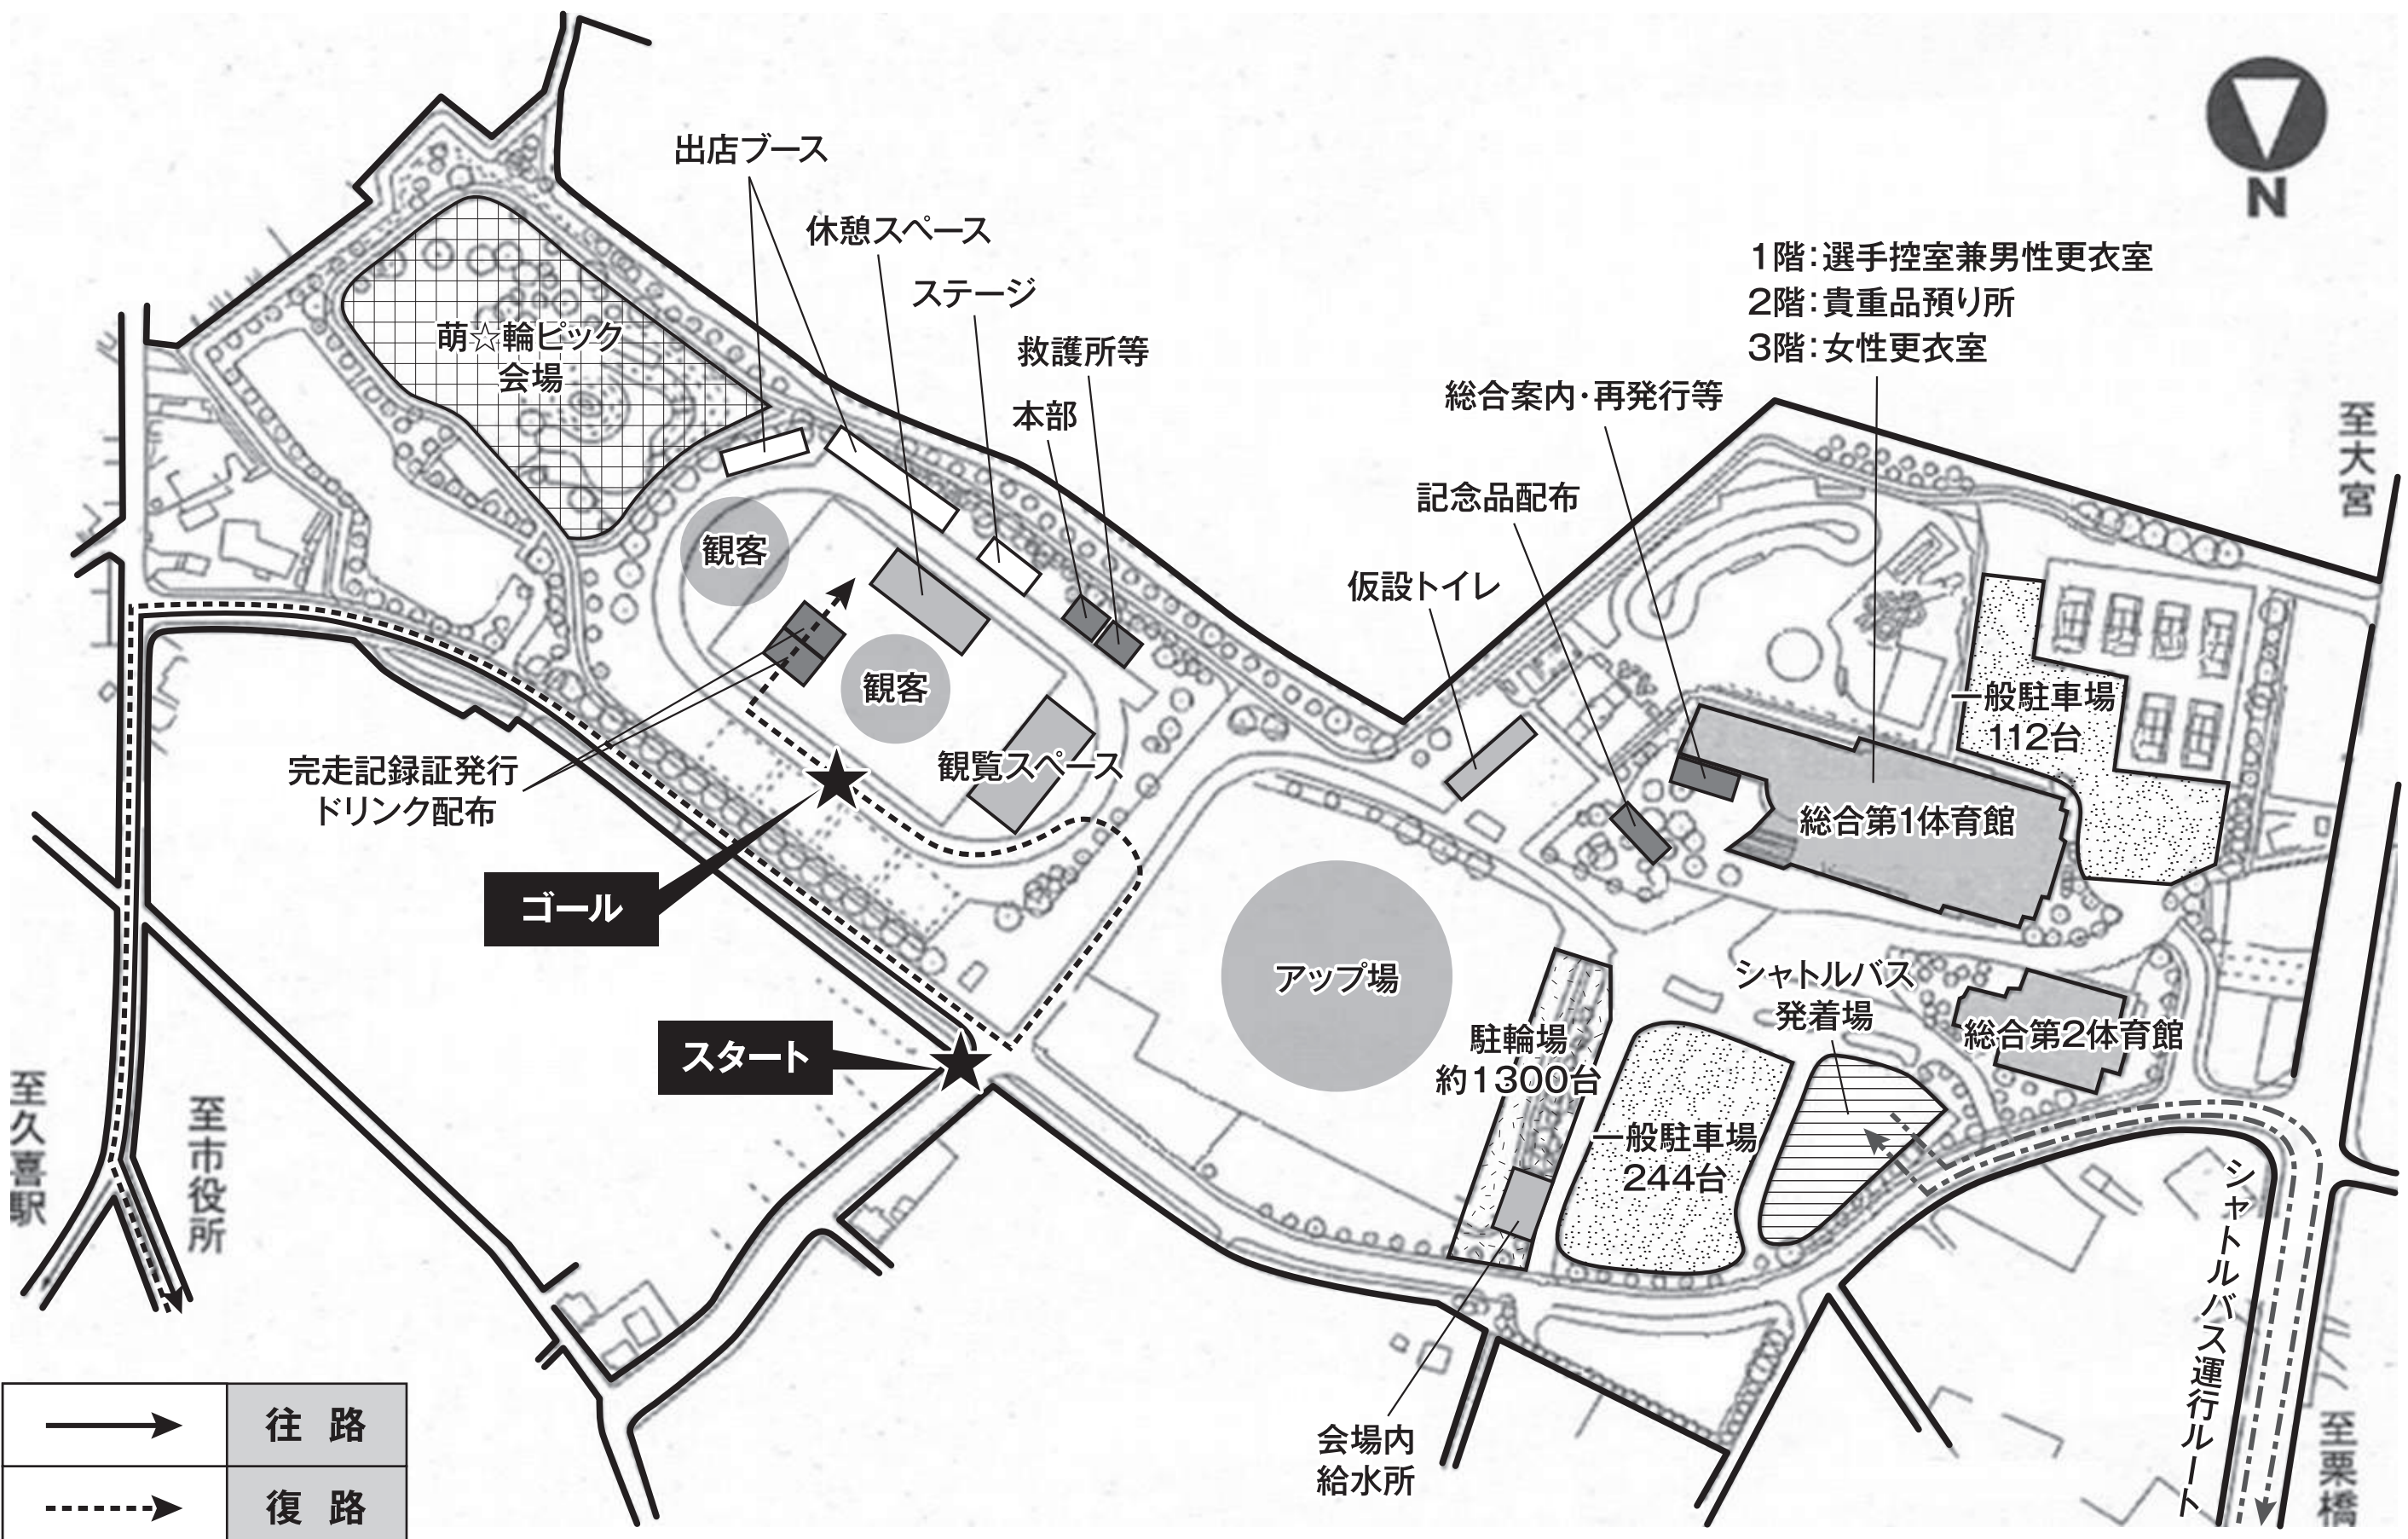 N
出店ブース
休憩スペース
ステージ
救護所等
本部
1階：選手控室兼男性更衣室
2階：貴重品預り所
3階：女性更衣室
総合案内・再発行等
記念品配布
仮設トイレ
至大宮
萌☆輪ピック
会場
観客
観客
観覧スペース
完走記録証発行
ドリンク配布
ゴール
スタート
アップ場
一般駐車場
112台
総合第1体育館
シャトルバス
発着場
総合第2体育館
駐輪場
約1300台
一般駐車場
244台
会場内
給水所
シャトルバス運行ルート
至栗橋
至久喜駅
至市役所
往路
復路